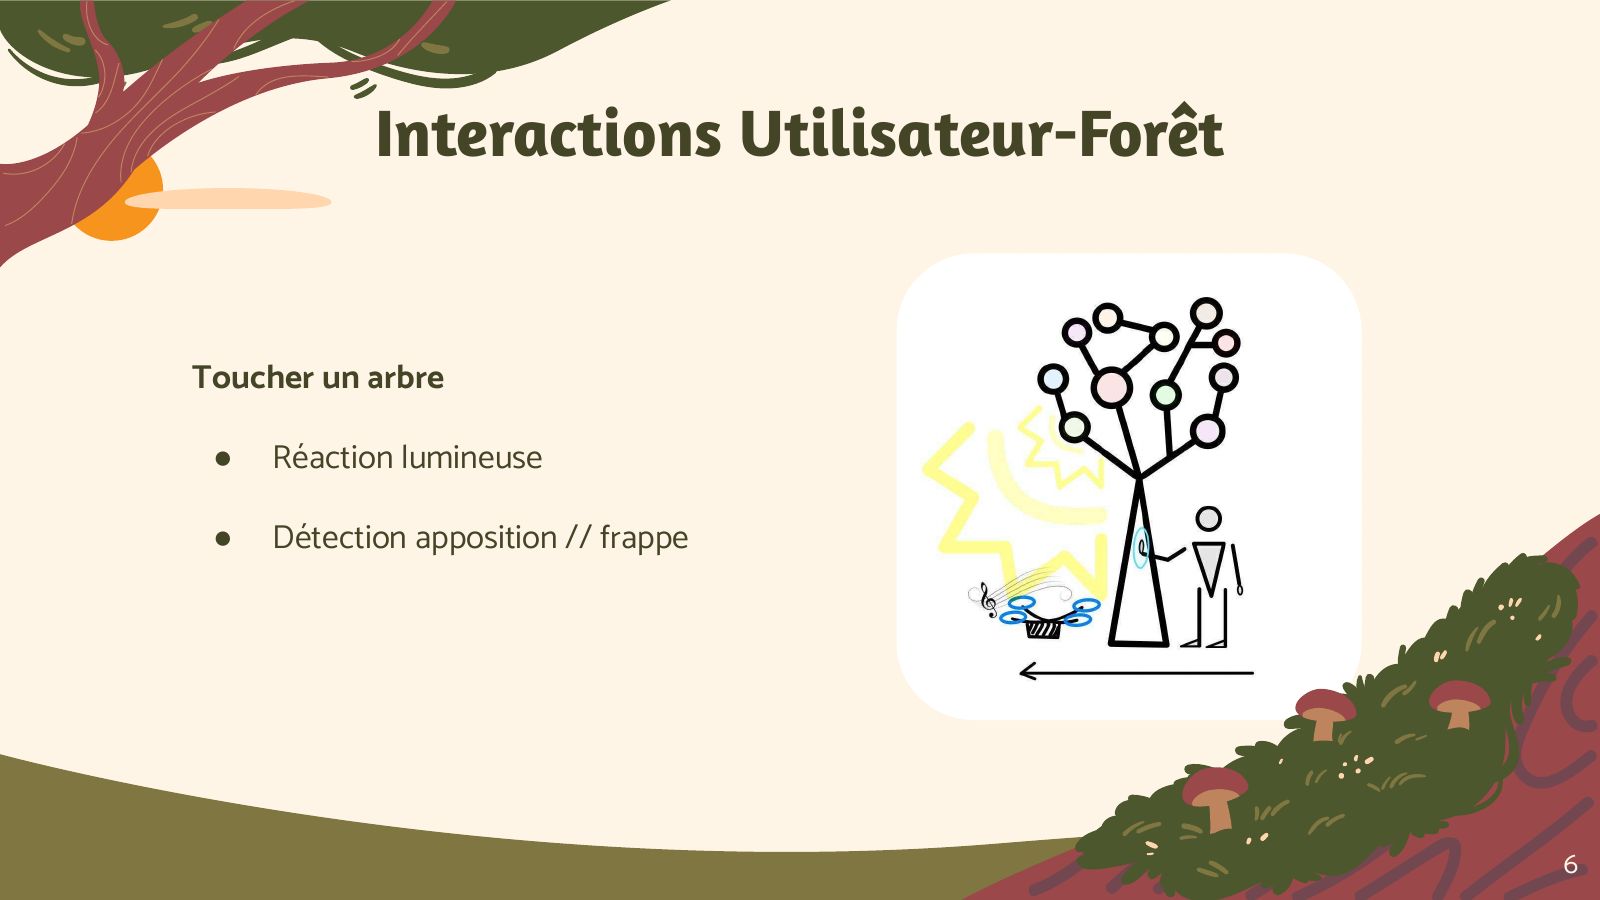 Interactions Utilisateur-Forêt
Toucher un arbre
● Réaction lumineuse
● Détection apposition // frappe
6